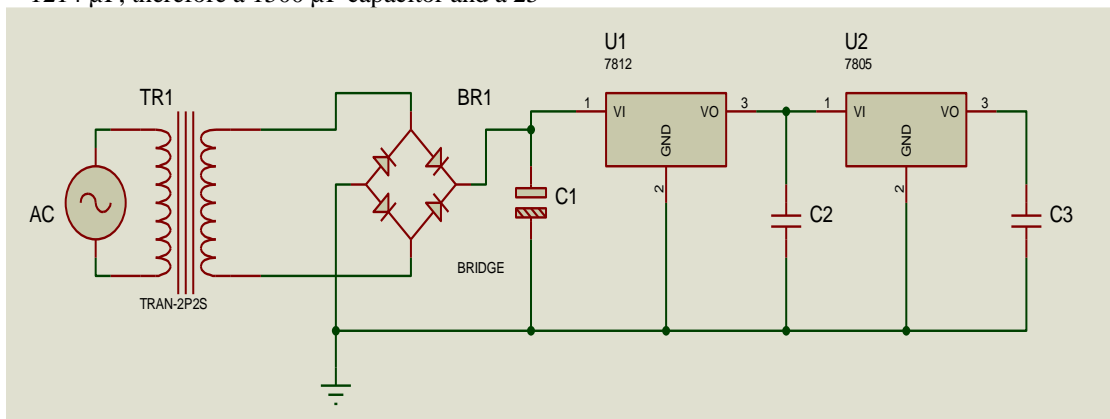 U1
7812
U2
7805
TR1
BR1
1
VI
VO
3
GND
2
1
VI
VO
3
GND
2
AC
C1
C2
C3
BRIDGE
TRAN-2P2S